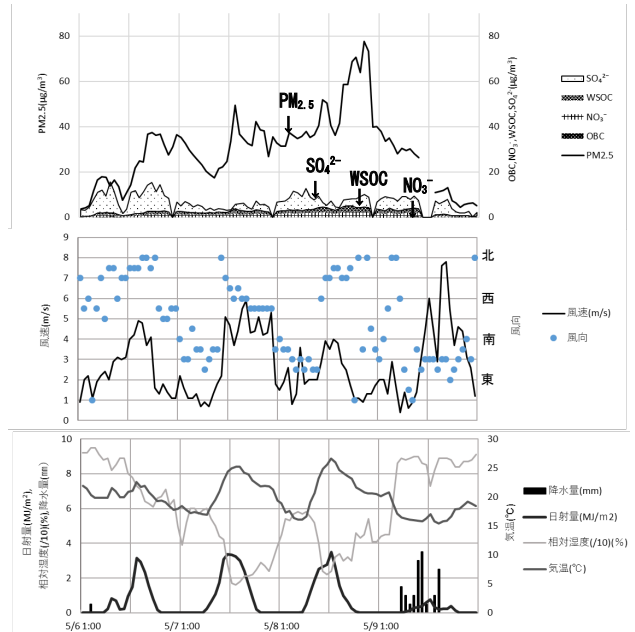 80
60
40
20
0
PM2.5(μg/m³)
PM₂.₅
SO₄²⁻
WSOC
NO₃⁻
80
60
40
20
0
OBC,NO₃⁻,WSOC,SO₄²⁻(μg/m³)
SO₄²⁻
WSOC
NO₃⁻
OBC
PM2.5
9
8
7
6
5
4
3
2
1
0
風速(m/s)
北
西
南
東
風向
風速(m/s)
風向
10
8
6
4
2
0
日射量(MJ/m2),
相対湿度(/10)(%),降水量(mm)
30
25
20
15
10
5
0
気温(℃)
5/6 1:00
5/7 1:00
5/8 1:00
5/9 1:00
降水量(mm)
日射量(MJ/m2)
相対湿度(/10)(%)
気温(℃)